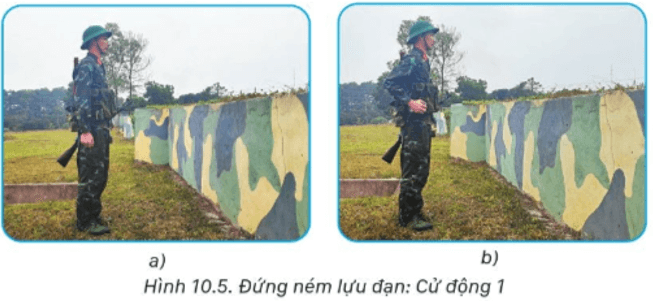 a)
b)
Hình 10.5. Đứng ném lựu đạn: Cử động 1